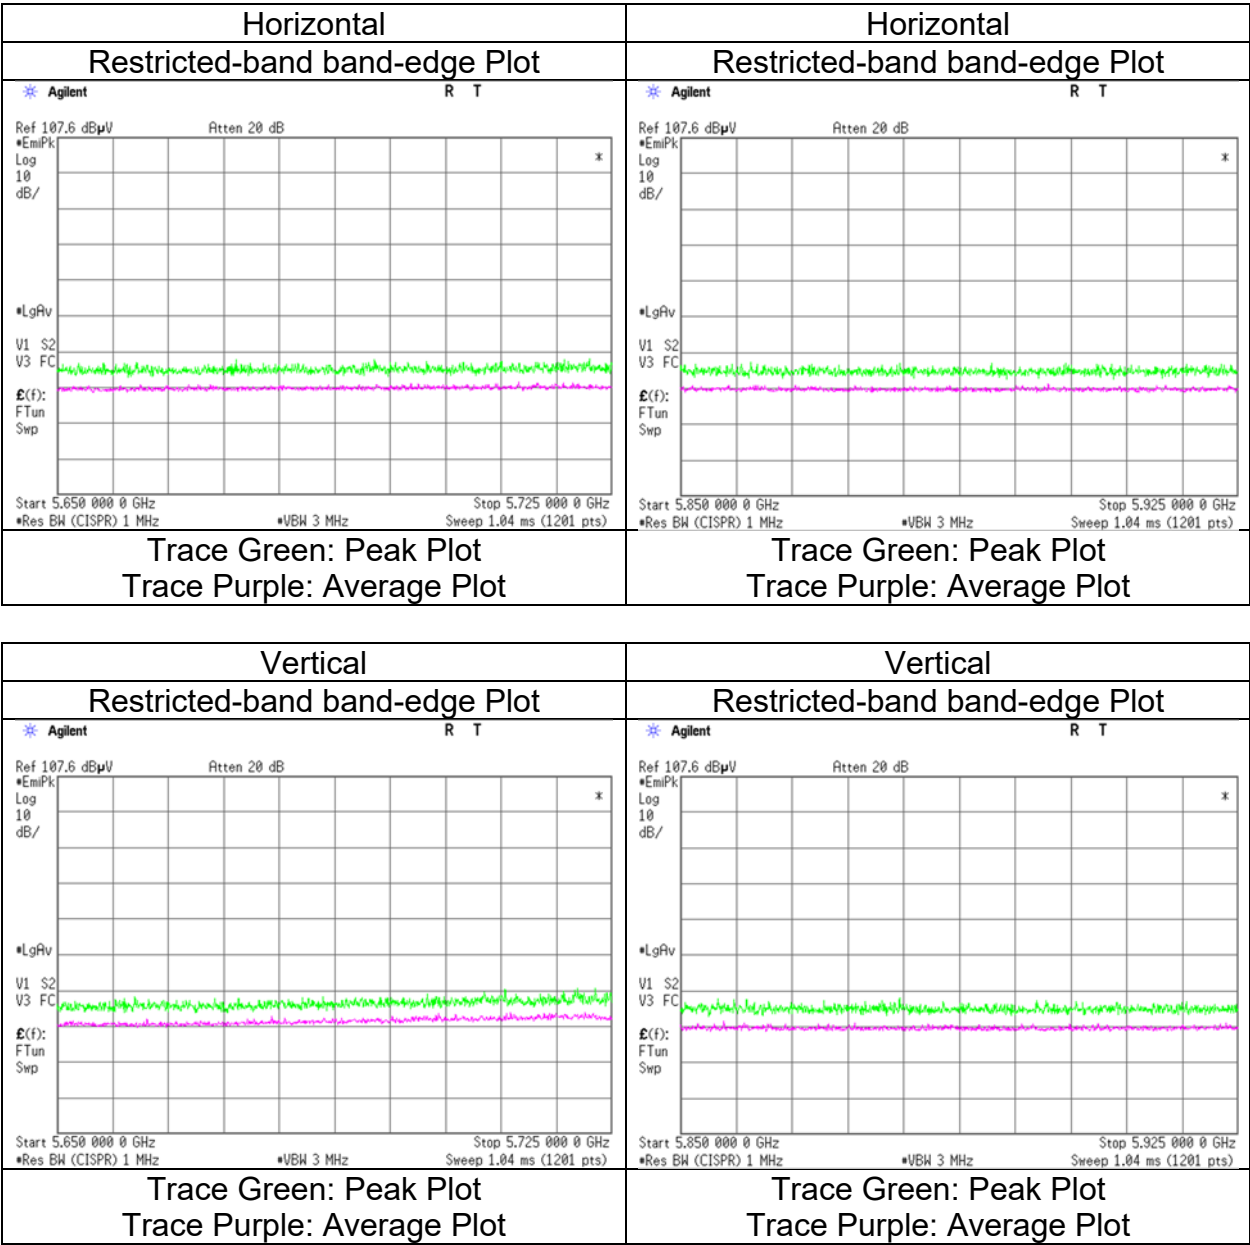 Horizontal
Restricted-band band-edge Plot
Agilent R T
Ref 107.6 dBµV Atten 20 dB
*EmiPk
Log
10
dB/
*
*LgAv
V1 S2
V3 FC
£(f):
FTun
Swp
Start 5.650 000 0 GHz Stop 5.725 000 0 GHz
*Res BW (CISPR) 1 MHz *VBW 3 MHz Sweep 1.04 ms (1201 pts)
Trace Green: Peak Plot
Trace Purple: Average Plot
Horizontal
Restricted-band band-edge Plot
Agilent R T
Ref 107.6 dBµV Atten 20 dB
*EmiPk
Log
10
dB/
*
*LgAv
V1 S2
V3 FC
£(f):
FTun
Swp
Start 5.850 000 0 GHz Stop 5.925 000 0 GHz
*Res BW (CISPR) 1 MHz *VBW 3 MHz Sweep 1.04 ms (1201 pts)
Trace Green: Peak Plot
Trace Purple: Average Plot
Vertical
Restricted-band band-edge Plot
Agilent R T
Ref 107.6 dBµV Atten 20 dB
*EmiPk
Log
10
dB/
*
*LgAv
V1 S2
V3 FC
£(f):
FTun
Swp
Start 5.650 000 0 GHz Stop 5.725 000 0 GHz
*Res BW (CISPR) 1 MHz *VBW 3 MHz Sweep 1.04 ms (1201 pts)
Trace Green: Peak Plot
Trace Purple: Average Plot
Vertical
Restricted-band band-edge Plot
Agilent R T
Ref 107.6 dBµV Atten 20 dB
*EmiPk
Log
10
dB/
*
*LgAv
V1 S2
V3 FC
£(f):
FTun
Swp
Start 5.850 000 0 GHz Stop 5.925 000 0 GHz
*Res BW (CISPR) 1 MHz *VBW 3 MHz Sweep 1.04 ms (1201 pts)
Trace Green: Peak Plot
Trace Purple: Average Plot